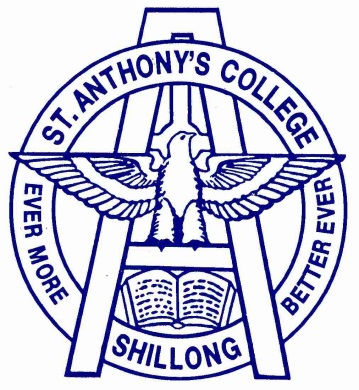 ST. ANTHONY'S COLLEGE
EVER MORE
BETTER EVER
SHILLONG